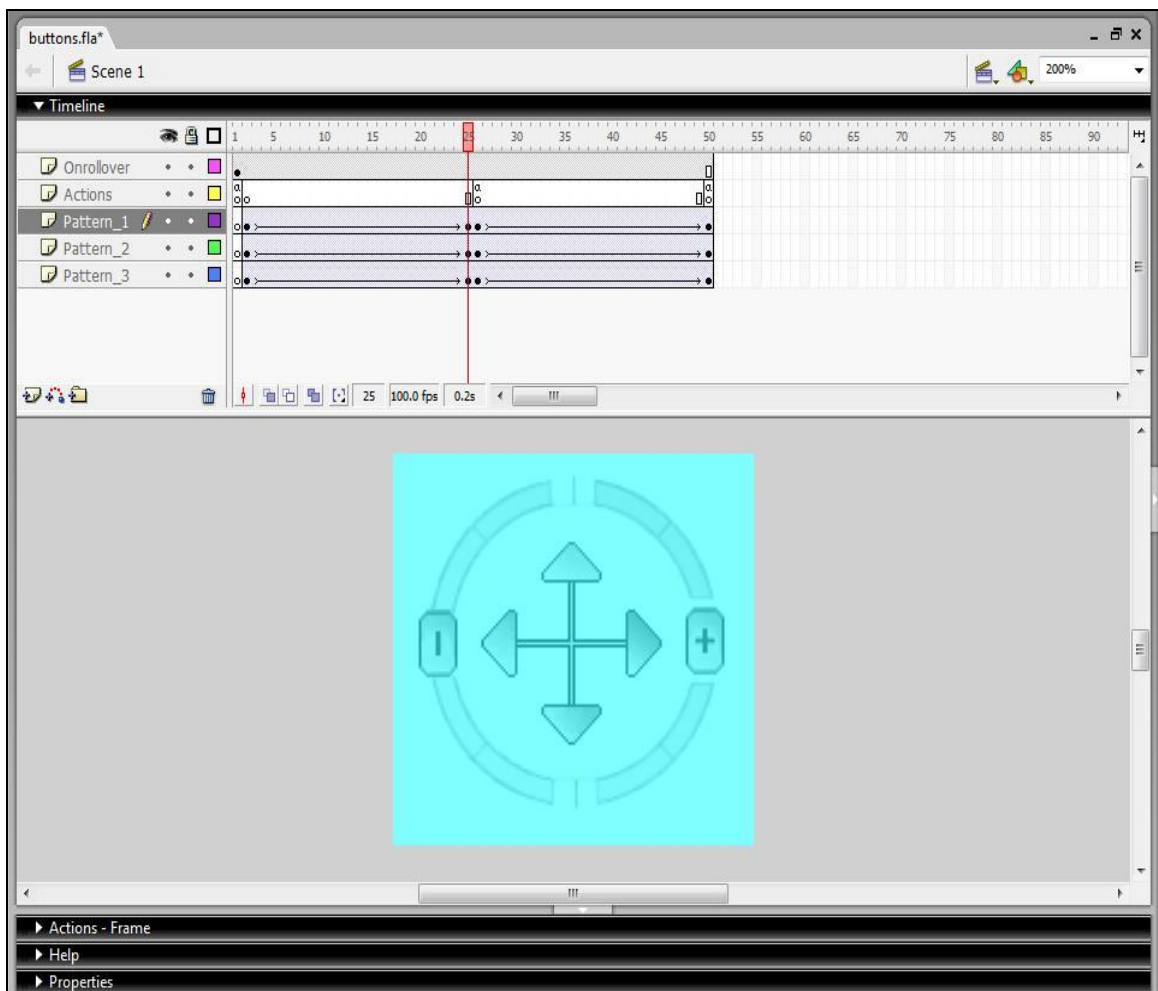 buttons.fla*
Scene 1
200%
Timeline
1 5 10 15 20 25 30 35 40 45 50 55 60 65 70 75 80 85 90
Onrollover
Actions
a a a
Pattern_1
Pattern_2
Pattern_3
25 100.0 fps 0.2s
Actions - Frame
Help
Properties